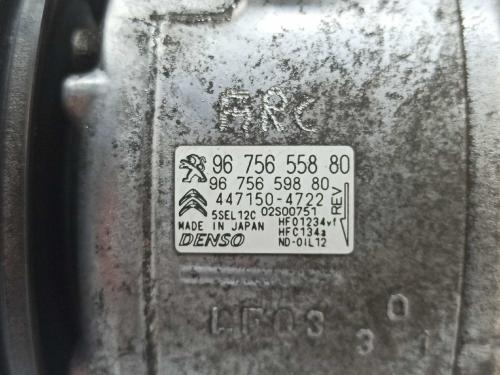 ARC
96 756 558 80
96 756 598 80
447150-4722
5SEL12C 02S00751
MADE IN JAPAN HFO1234yf
HFC134a
DENSO ND-OIL12
REV